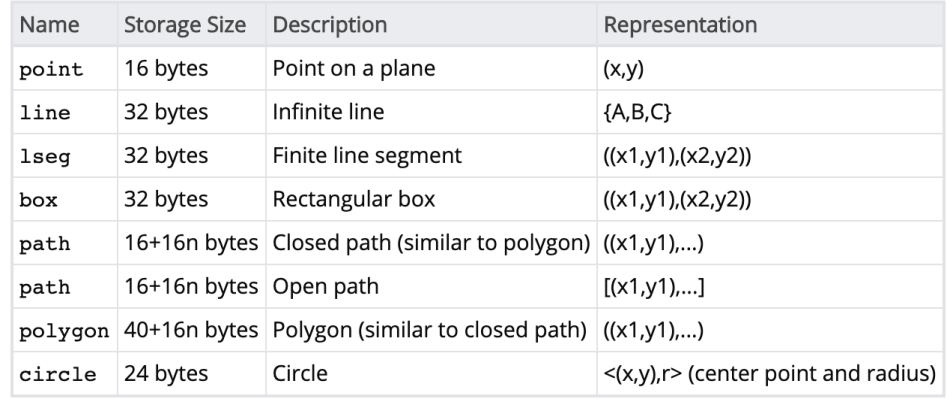 Name Storage Size Description Representation
point 16 bytes Point on a plane (x,y)
line 32 bytes Infinite line {A,B,C}
lseg 32 bytes Finite line segment ((x1,y1),(x2,y2))
box 32 bytes Rectangular box ((x1,y1),(x2,y2))
path 16+16n bytes Closed path (similar to polygon) ((x1,y1),...)
path 16+16n bytes Open path [(x1,y1),...]
polygon 40+16n bytes Polygon (similar to closed path) ((x1,y1),...)
circle 24 bytes Circle <(x,y),r> (center point and radius)